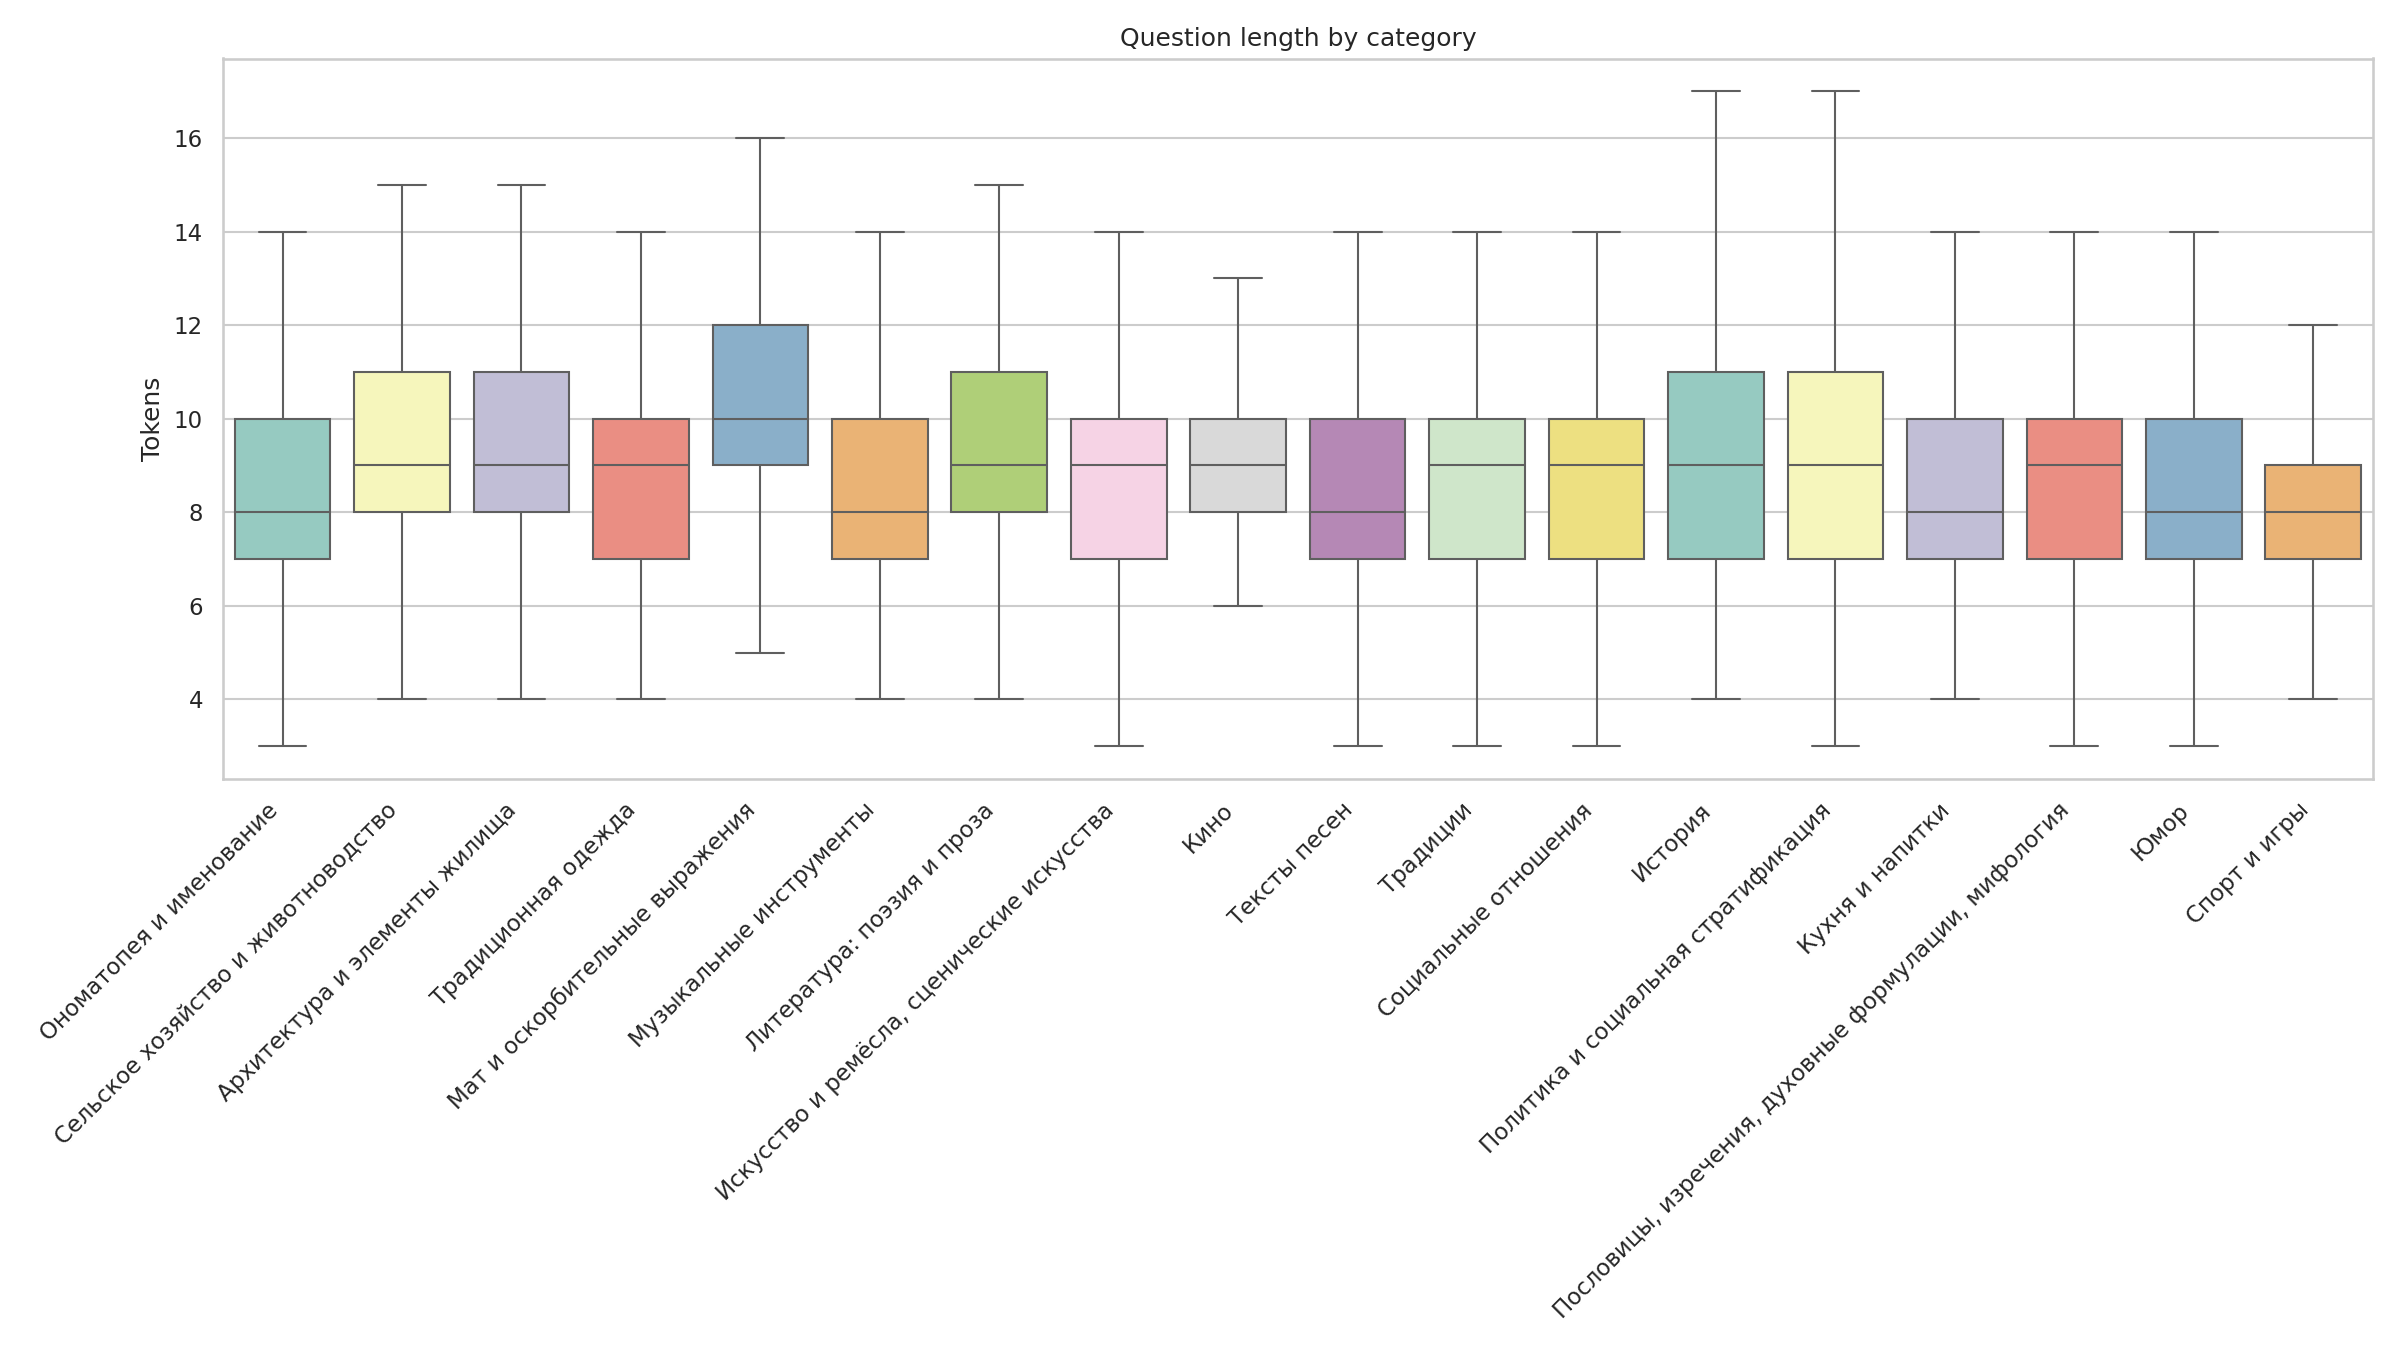 Question length by category
Tokens
16
14
12
10
8
6
4
Ономатопея и именование
Сельское хозяйство и животноводство
Архитектура и элементы жилища
Традиционная одежда
Мат и оскорбительные выражения
Музыкальные инструменты
Литература: поэзия и проза
Искусство и ремёсла, сценические искусства
Кино
Тексты песен
Традиции
Социальные отношения
История
Политика и социальная стратификация
Кухня и напитки
Пословицы, изречения, духовные формулации, мифология
Юмор
Спорт и игры